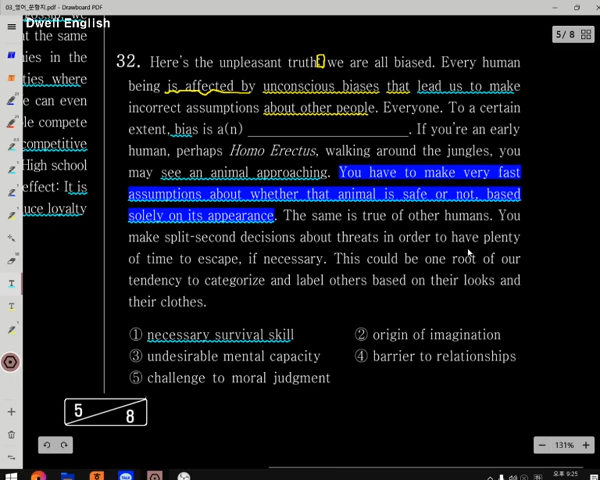 03_영어_문항지.pdf - Drawboard PDF
Dwell English
5 / 8
at the same
ies in the
ties where
e can even
le compete
competitive
High school
effect: It is
uce loyalty
32. Here's the unpleasant truth: we are all biased. Every human
being is affected by unconscious biases that lead us to make
incorrect assumptions about other people. Everyone. To a certain
extent, bias is a(n) ____________________. If you're an early
human, perhaps Homo Erectus, walking around the jungles, you
may see an animal approaching. You have to make very fast
assumptions about whether that animal is safe or not, based
solely on its appearance. The same is true of other humans. You
make split-second decisions about threats in order to have plenty
of time to escape, if necessary. This could be one root of our
tendency to categorize and label others based on their looks and
their clothes.
① necessary survival skill ② origin of imagination
③ undesirable mental capacity ④ barrier to relationships
⑤ challenge to moral judgment
5 8
131%
오후 9:25